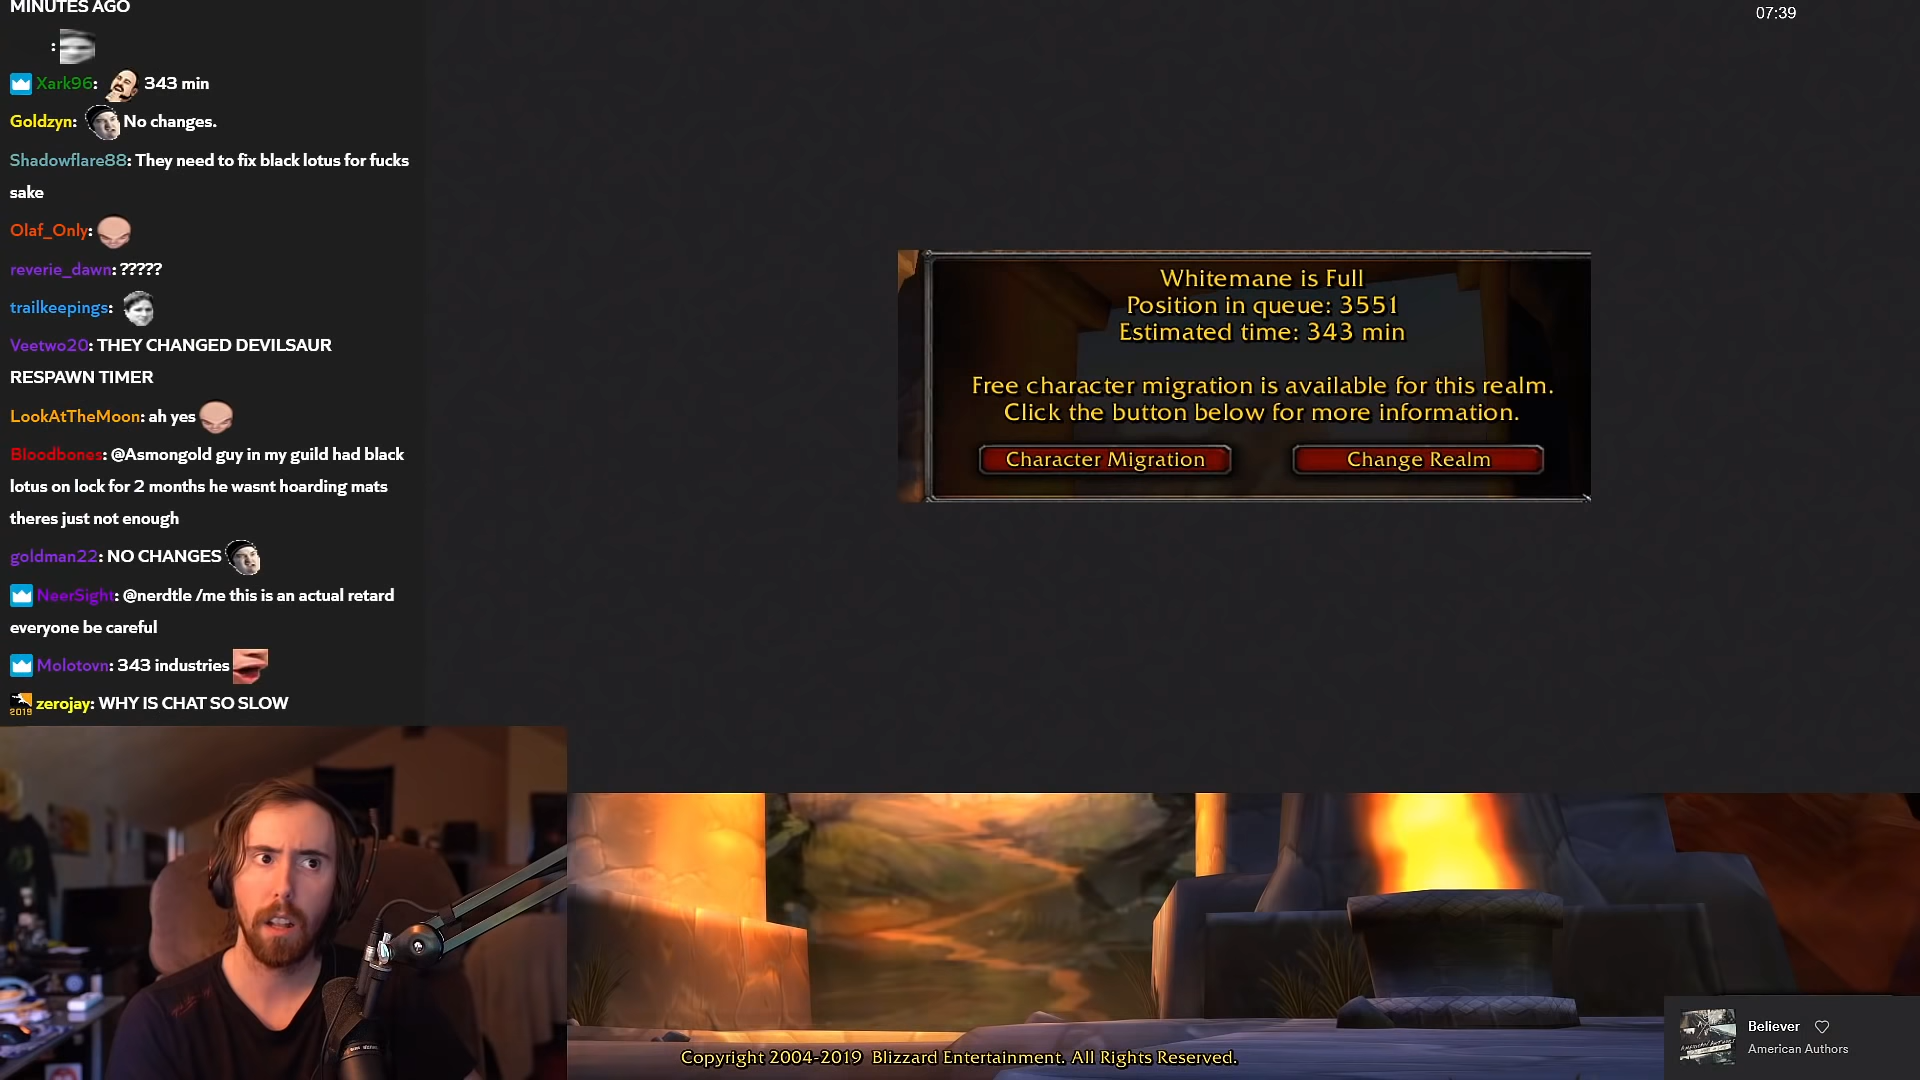 MINUTES AGO
:
Xark96: 343 min
Goldzyn: No changes.
Shadowflare88: They need to fix black lotus for fucks
sake
Olaf_Only:
reverie_dawn: ?????
trailkeepings:
Veetwo20: THEY CHANGED DEVILSAUR
RESPAWN TIMER
LookAtTheMoon: ah yes
Bloodbones: @Asmongold guy in my guild had black
lotus on lock for 2 months he wasnt hoarding mats
theres just not enough
goldman22: NO CHANGES
NeerSight: @nerdtle /me this is an actual retard
everyone be careful
Molotovn: 343 industries
2019 zerojay: WHY IS CHAT SO SLOW
07:39
Whitemane is Full
Position in queue: 3551
Estimated time: 343 min
Free character migration is available for this realm.
Click the button below for more information.
Character Migration
Change Realm
Copyright 2004-2019 Blizzard Entertainment. All Rights Reserved.
Believer
American Authors